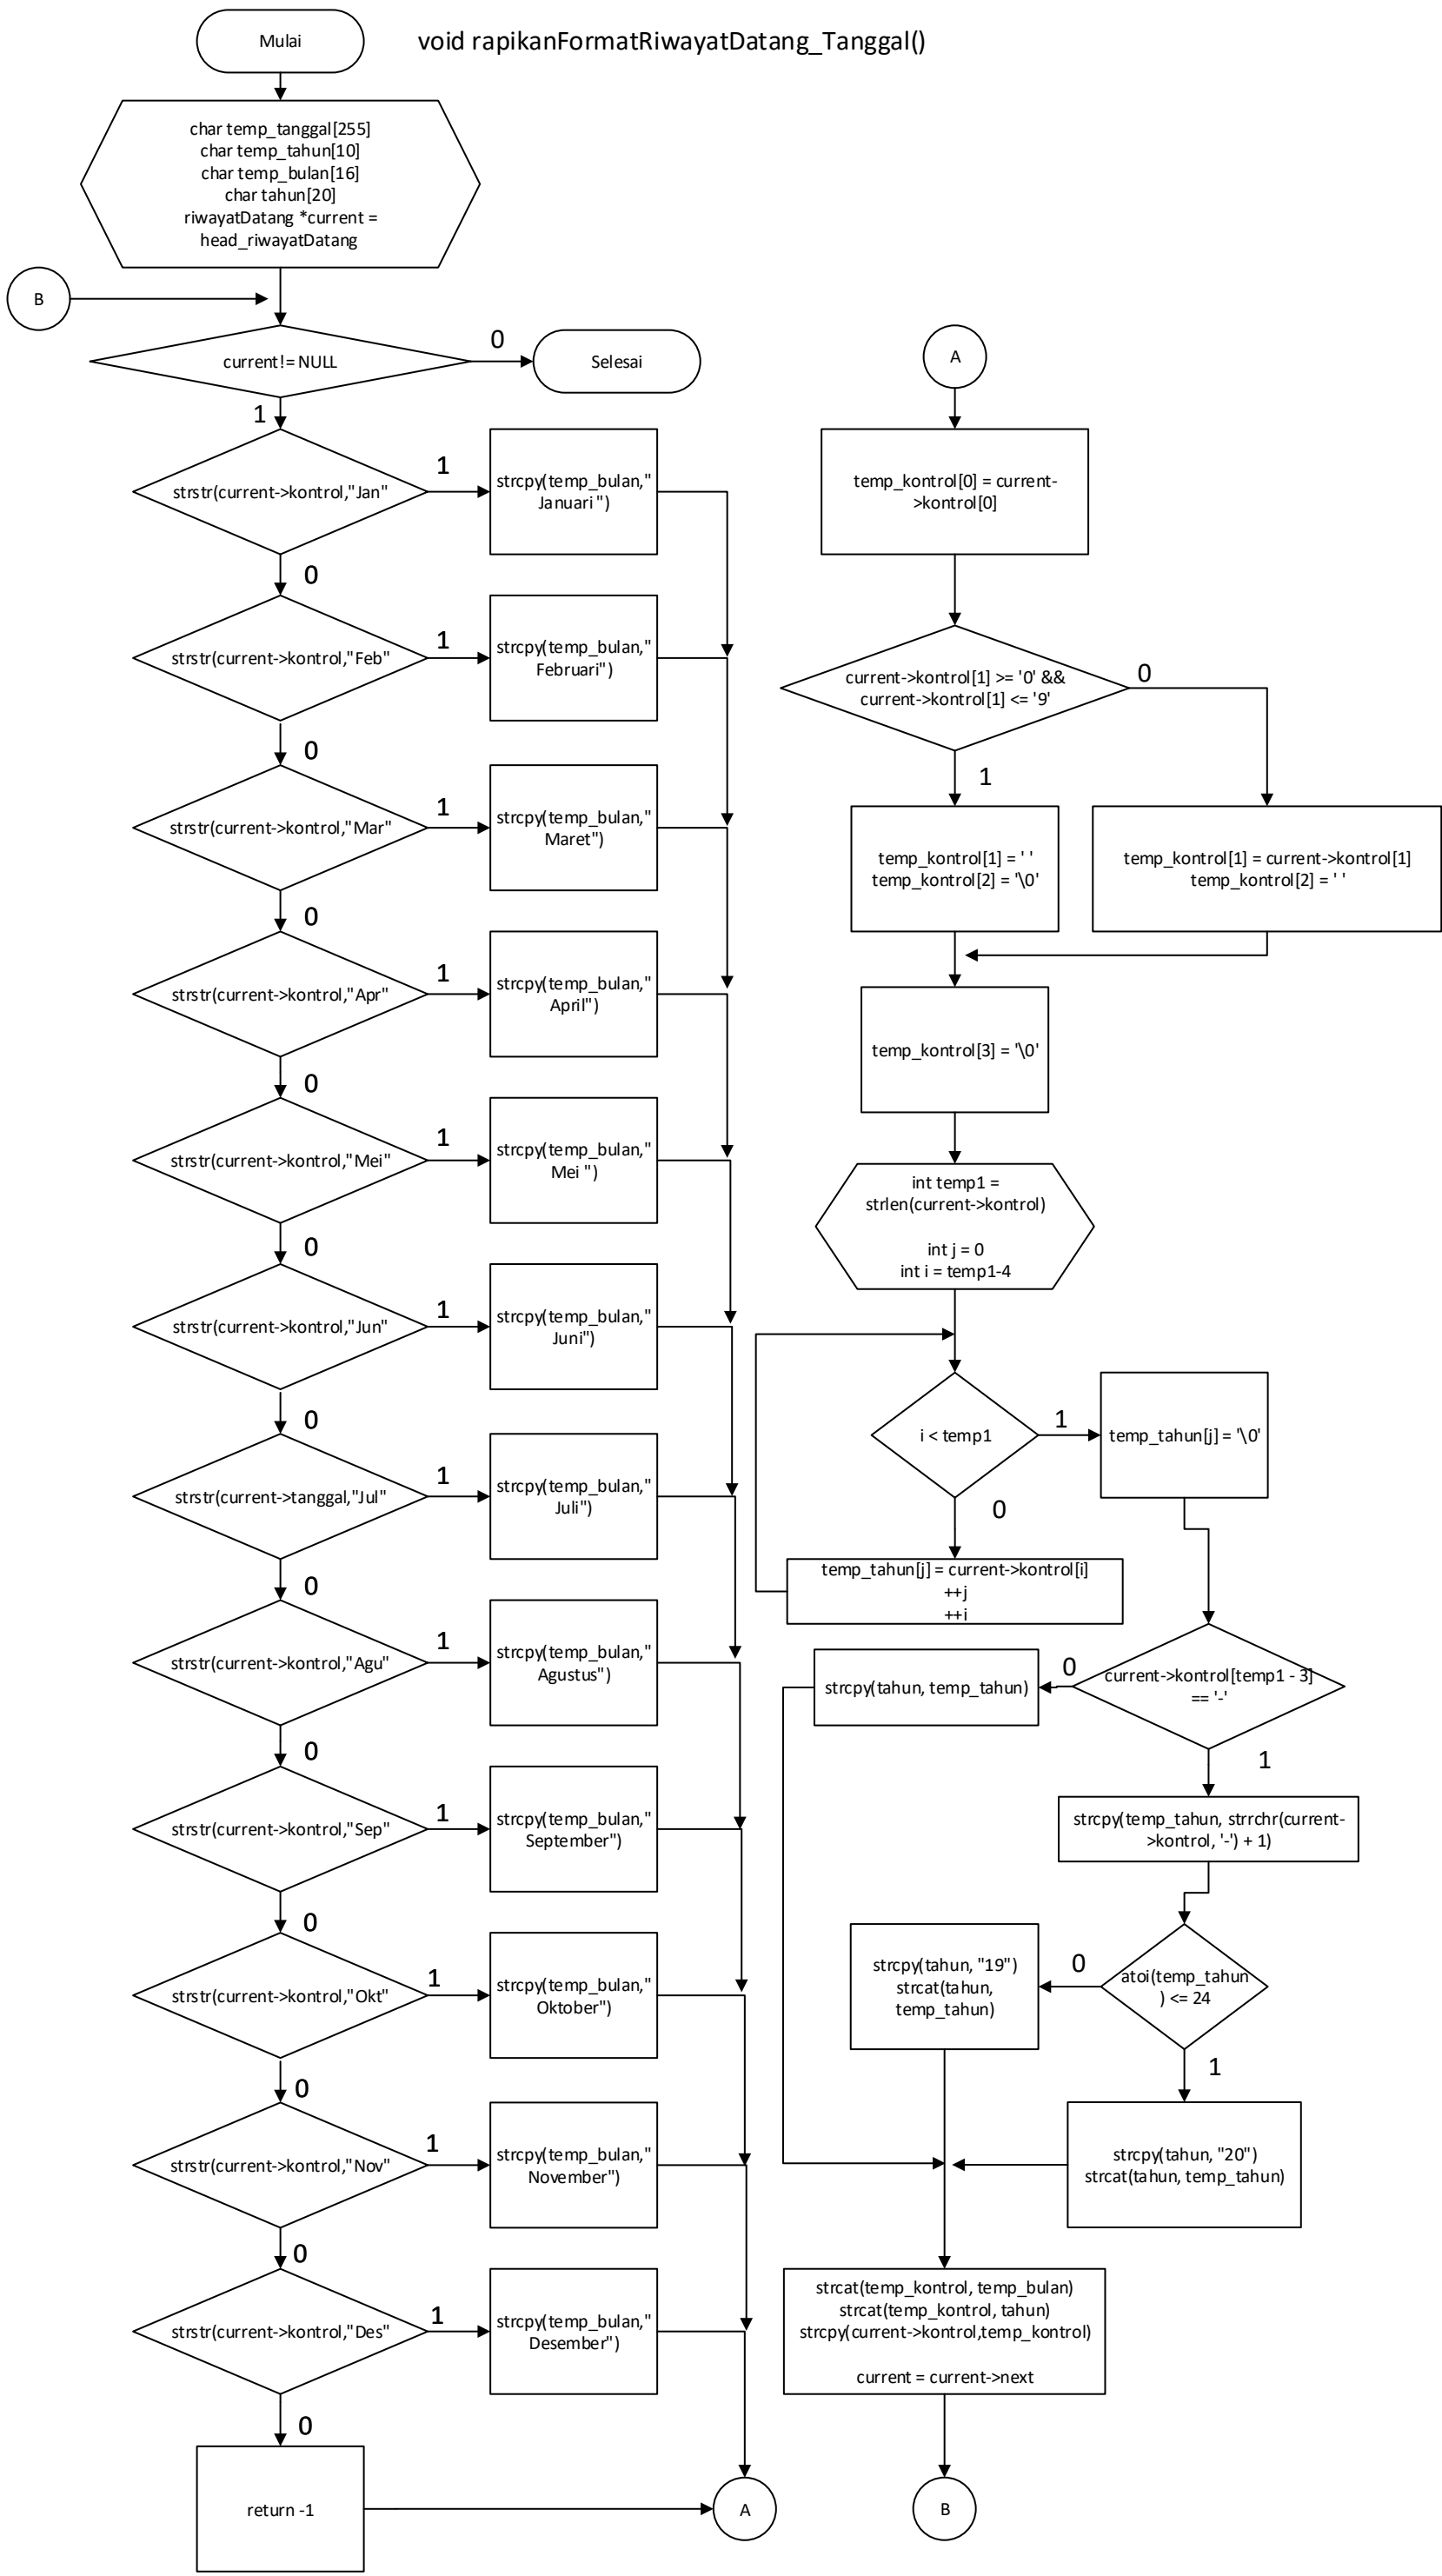 void rapikanFormatRiwayatDatang_Tanggal()
Mulai
char temp_tanggal[255]
char temp_tahun[10]
char temp_bulan[16]
char tahun[20]
riwayatDatang *current =
head_riwayatDatang
B
current!= NULL
0
Selesai
1
strstr(current->kontrol,"Jan"
1
strcpy(temp_bulan,"
Januari ")
0
strstr(current->kontrol,"Feb"
1
strcpy(temp_bulan,"
Februari")
0
strstr(current->kontrol,"Mar"
1
strcpy(temp_bulan,"
Maret")
0
strstr(current->kontrol,"Apr"
1
strcpy(temp_bulan,"
April")
0
strstr(current->kontrol,"Mei"
1
strcpy(temp_bulan,"
Mei ")
0
strstr(current->kontrol,"Jun"
1
strcpy(temp_bulan,"
Juni")
0
strstr(current->tanggal,"Jul"
1
strcpy(temp_bulan,"
Juli")
0
strstr(current->kontrol,"Agu"
1
strcpy(temp_bulan,"
Agustus")
0
strstr(current->kontrol,"Sep"
1
strcpy(temp_bulan,"
September")
0
strstr(current->kontrol,"Okt"
1
strcpy(temp_bulan,"
Oktober")
0
strstr(current->kontrol,"Nov"
1
strcpy(temp_bulan,"
November")
0
strstr(current->kontrol,"Des"
1
strcpy(temp_bulan,"
Desember")
0
return -1
A
A
temp_kontrol[0] = current-
>kontrol[0]
current->kontrol[1] >= '0' &&
current->kontrol[1] <= '9'
0
1
temp_kontrol[1] = ' '
temp_kontrol[2] = '\0'
temp_kontrol[1] = current->kontrol[1]
temp_kontrol[2] = ' '
temp_kontrol[3] = '\0'
int temp1 =
strlen(current->kontrol)
int j = 0
int i = temp1-4
i < temp1
1
temp_tahun[j] = '\0'
0
temp_tahun[j] = current->kontrol[i]
++j
++i
current->kontrol[temp1 - 3]
== '-'
0
strcpy(tahun, temp_tahun)
1
strcpy(temp_tahun, strrchr(current-
>kontrol, '-') + 1)
atoi(temp_tahun
) <= 24
0
strcpy(tahun, "19")
strcat(tahun,
temp_tahun)
1
strcpy(tahun, "20")
strcat(tahun, temp_tahun)
strcat(temp_kontrol, temp_bulan)
strcat(temp_kontrol, tahun)
strcpy(current->kontrol,temp_kontrol)
current = current->next
B